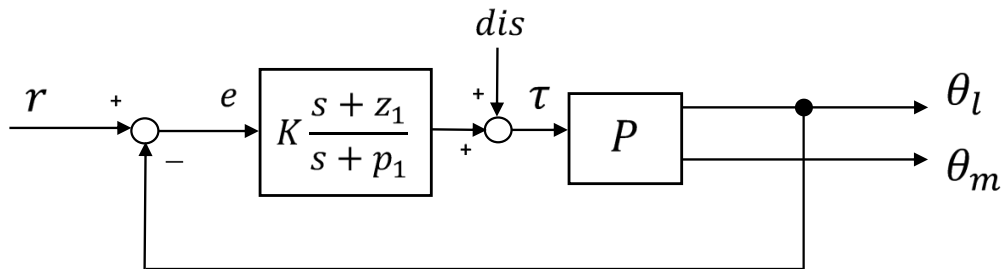 dis
r + e K (s + z₁)/(s + p₁) + + τ P θₗ
−
θₘ